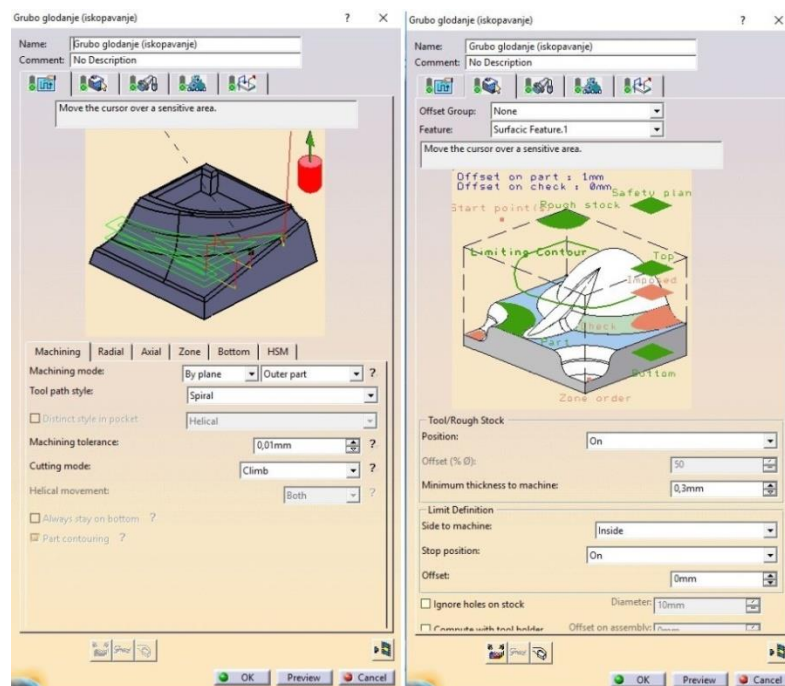 Grubo glodanje (iskopavanje) ? ×
Name: Grubo glodanje (iskopavanje)
Comment: No Description
Move the cursor over a sensitive area.
Machining Radial Axial Zone Bottom HSM
Machining mode: By plane Outer part ?
Tool path style: Spiral
Distinct style in pocket Helical
Machining tolerance: 0,01mm ?
Cutting mode: Climb ?
Helical movement: Both ?
Always stay on bottom ?
Part contouring ?
OK Preview Cancel
Grubo glodanje (iskopavanje) ? ×
Name: Grubo glodanje (iskopavanje)
Comment: No Description
Offset Group: None
Feature: Surfacic Feature.1
Move the cursor over a sensitive area.
Offset on part : 1mm
Offset on check : 0mm
Safety plan
Start point(s) Rough stock
Limiting Contour
Top
Imposed
Check
Part
Bottom
Zone order
Tool/Rough Stock
Position: On
Offset (% Ø): 50
Minimum thickness to machine: 0,3mm
Limit Definition
Side to machine: Inside
Stop position: On
Offset: 0mm
Ignore holes on stock Diameter: 10mm
Compute with tool holder Offset on assembly: 0mm
OK Preview Cancel